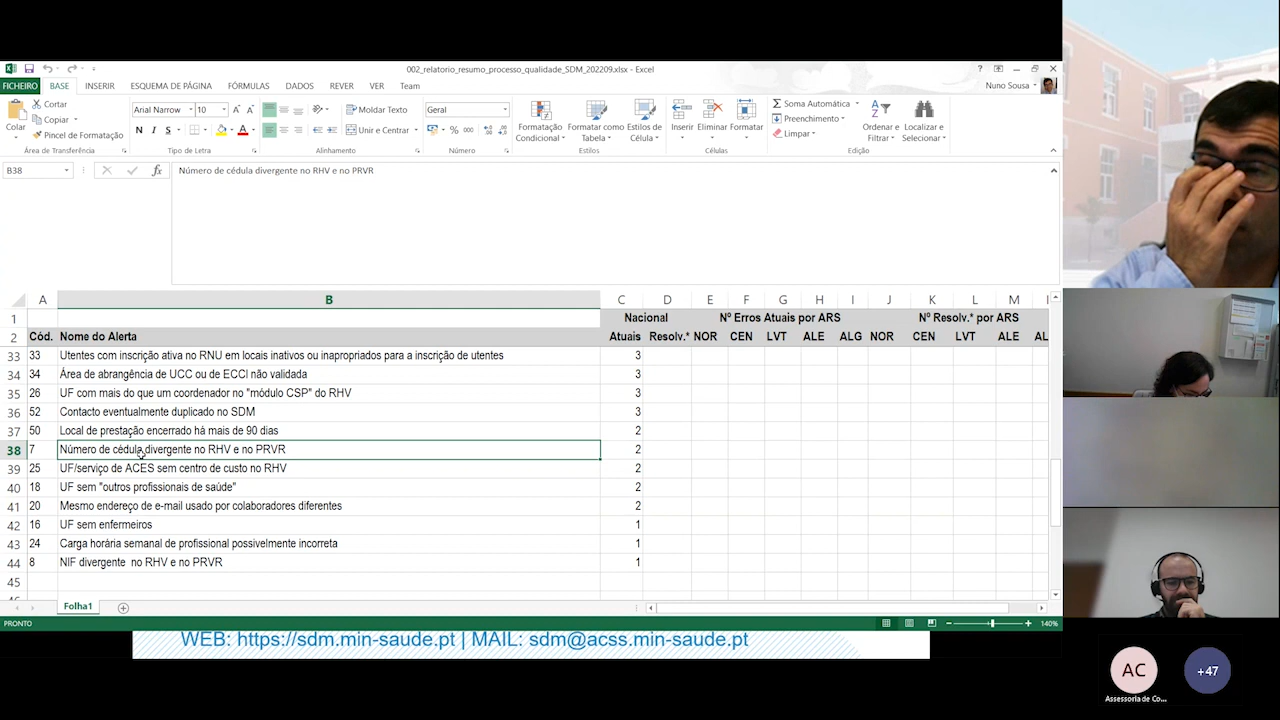 002_relatorio_resumo_processo_qualidade_SDM_202209.xlsx - Excel
FICHEIRO BASE INSERIR ESQUEMA DE PÁGINA FÓRMULAS DADOS REVER VER Team Nuno Sousa
Colar
Cortar
Copiar
Pincel de Formatação
Área de Transferência
Arial Narrow 10
N I S
Tipo de Letra
Moldar Texto
Unir e Centrar
Alinhamento
Geral
% 000
Número
Formatação Condicional
Formatar como Tabela
Estilos de Célula
Estilos
Inserir Eliminar Formatar
Células
Soma Automática
Preenchimento
Limpar
Ordenar e Filtrar
Localizar e Selecionar
Edição
B38 fx Número de cédula divergente no RHV e no PRVR
A B C D E F G H I J K L M
1 Nacional Nº Erros Atuais por ARS Nº Resolv.* por ARS
2 Cód. Nome do Alerta Atuais Resolv.* NOR CEN LVT ALE ALG NOR CEN LVT ALE AL
33 33 Utentes com inscrição ativa no RNU em locais inativos ou inapropriados para a inscrição de utentes 3
34 34 Área de abrangência de UCC ou de ECCI não validada 3
35 26 UF com mais do que um coordenador no "módulo CSP" do RHV 3
36 52 Contacto eventualmente duplicado no SDM 3
37 50 Local de prestação encerrado há mais de 90 dias 2
38 7 Número de cédula divergente no RHV e no PRVR 2
39 25 UF/serviço de ACES sem centro de custo no RHV 2
40 18 UF sem "outros profissionais de saúde" 2
41 20 Mesmo endereço de e-mail usado por colaboradores diferentes 2
42 16 UF sem enfermeiros 1
43 24 Carga horária semanal de profissional possivelmente incorreta 1
44 8 NIF divergente no RHV e no PRVR 1
45
Folha1
PRONTO 140%
WEB: https://sdm.min-saude.pt | MAIL: sdm@acss.min-saude.pt
AC +47
Assessoria de Co...